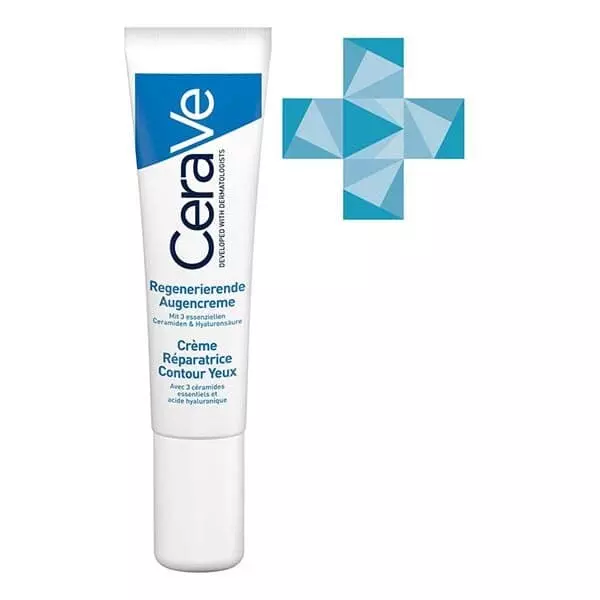 CeraVe
DEVELOPED WITH DERMATOLOGISTS
Regenerierende
Augencreme
Mit 3 essenziellen
Ceramiden & Hyaluronsäure
Crème
Réparatrice
Contour Yeux
Avec 3 céramides
essentiels et
acide hyaluronique